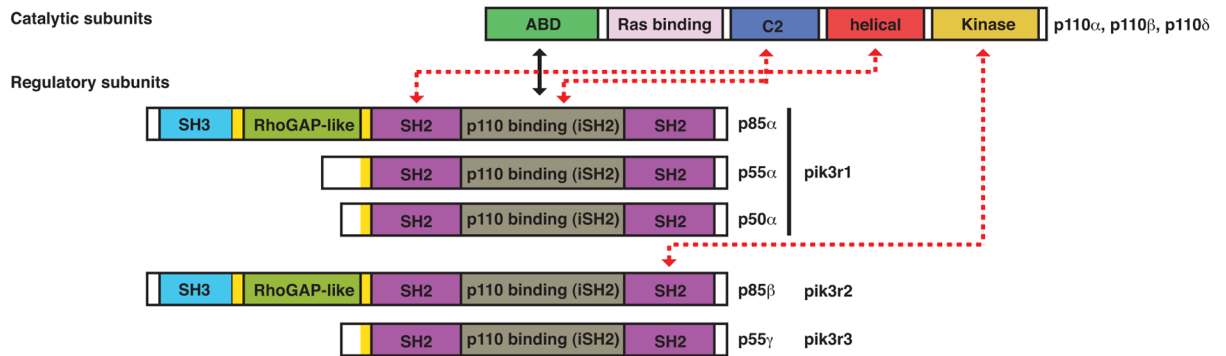 Catalytic subunits
ABD Ras binding C2 helical Kinase p110α, p110β, p110δ
Regulatory subunits
SH3 RhoGAP-like SH2 p110 binding (iSH2) SH2 p85α
SH2 p110 binding (iSH2) SH2 p55α pik3r1
SH2 p110 binding (iSH2) SH2 p50α
SH3 RhoGAP-like SH2 p110 binding (iSH2) SH2 p85β pik3r2
SH2 p110 binding (iSH2) SH2 p55γ pik3r3